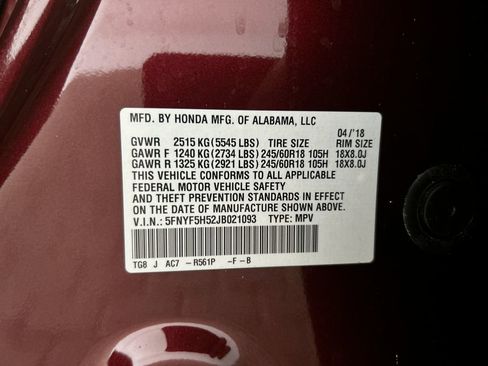 MFD. BY HONDA MFG. OF ALABAMA, LLC
04/'18
GVWR 2515 KG (5545 LBS) TIRE SIZE RIM SIZE
GAWR F 1240 KG (2734 LBS) 245/60R18 105H 18X8.0J
GAWR R 1325 KG (2921 LBS) 245/60R18 105H 18X8.0J
THIS VEHICLE CONFORMS TO ALL APPLICABLE
FEDERAL MOTOR VEHICLE SAFETY
AND THEFT PREVENTION STANDARDS IN EFFECT
ON THE DATE OF MANUFACTURE SHOWN ABOVE.
V.I.N.: 5FNYF5H52JB021093 TYPE: MPV
TG8 J AC7 -R561P -F-B